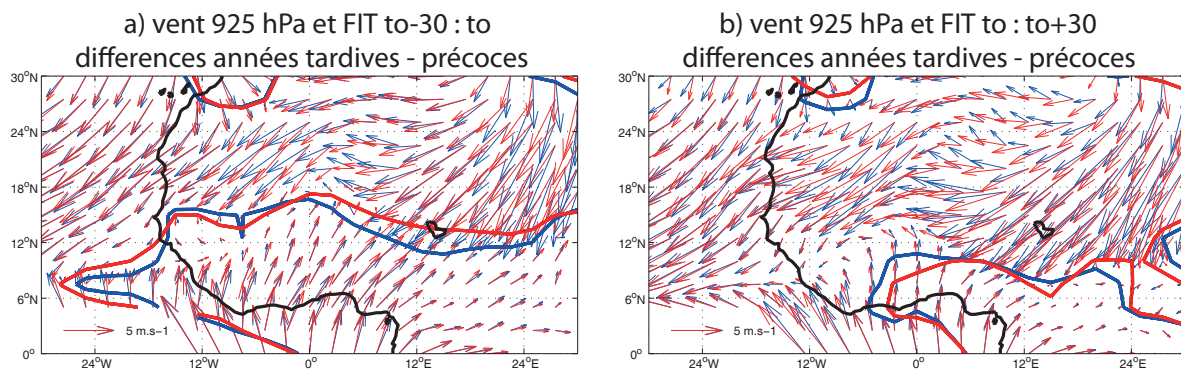 a) vent 925 hPa et FIT to-30 : to
differences années tardives - précoces
30°N
24°N
18°N
12°N
6°N
0°
5 m.s−1
24°W
12°W
0°
12°E
24°E
b) vent 925 hPa et FIT to : to+30
differences années tardives - précoces
30°N
24°N
18°N
12°N
6°N
0°
5 m.s−1
24°W
12°W
0°
12°E
24°E